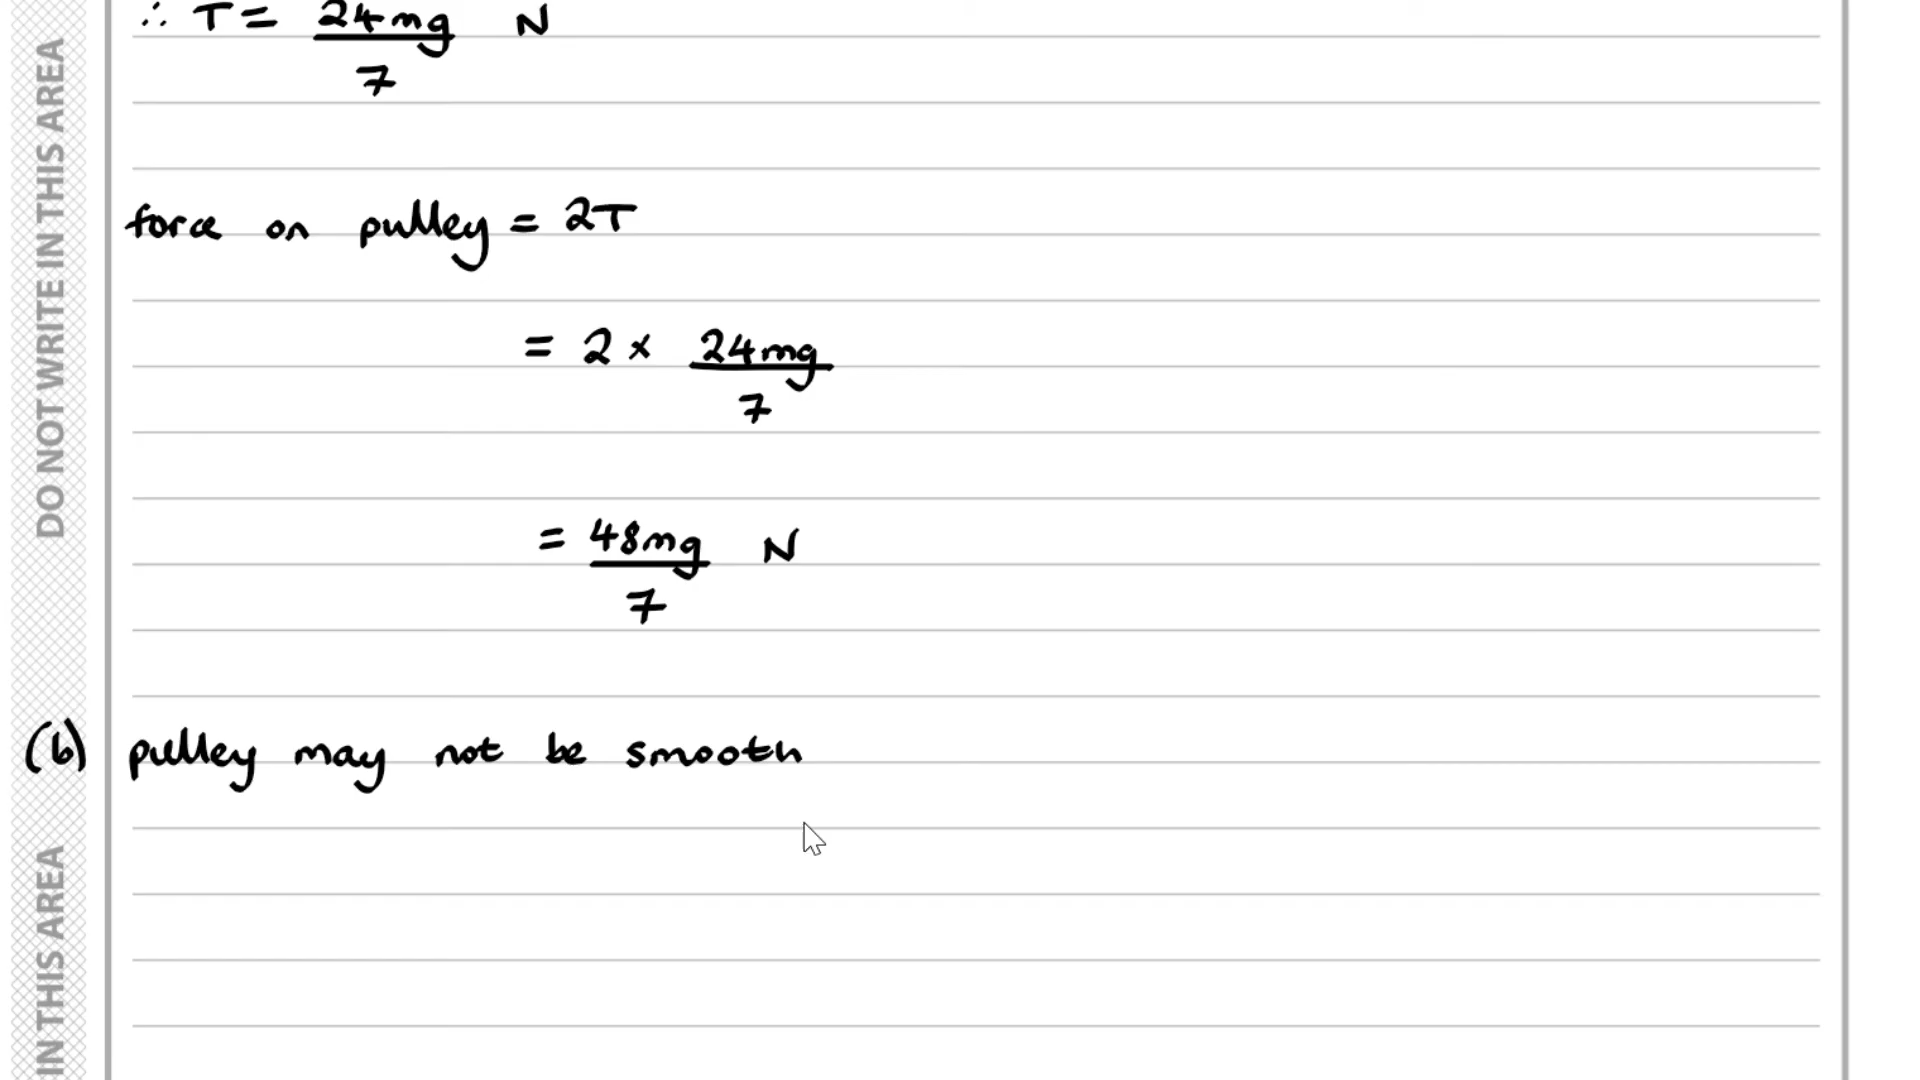 ∴ T = 24mg/7 N
force on pulley = 2T
= 2 × 24mg/7
= 48mg/7 N
(b) pulley may not be smooth
DO NOT WRITE IN THIS AREA
IN THIS AREA